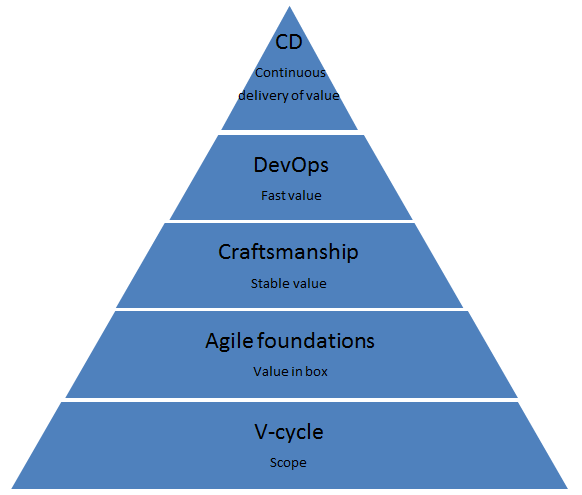 CD
Continuous
delivery of value
DevOps
Fast value
Craftsmanship
Stable value
Agile foundations
Value in box
V-cycle
Scope